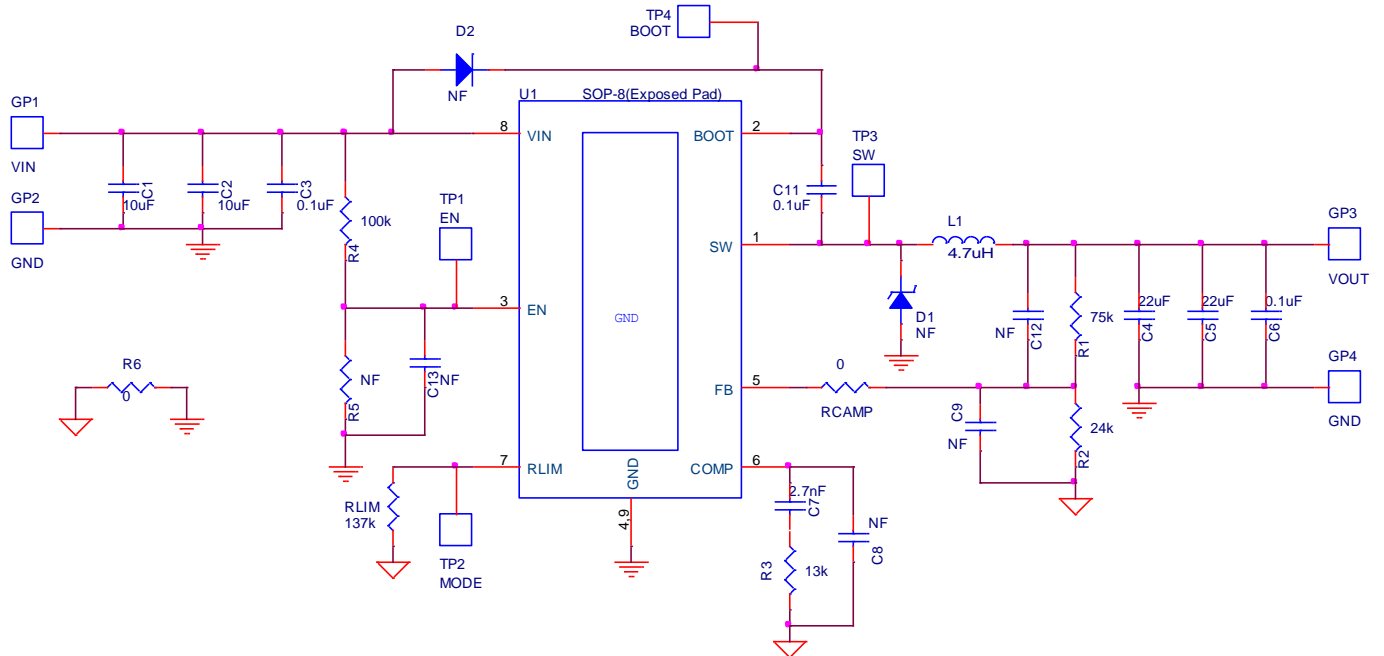 TP4
BOOT
D2
NF
U1
SOP-8(Exposed Pad)
GP1
VIN
GP2
GND
C1
10uF
C2
10uF
C3
0.1uF
100k
R4
TP1
EN
8
VIN
3
EN
7
RLIM
GND
GND
4,9
BOOT
2
SW
1
FB
5
COMP
6
C11
0.1uF
TP3
SW
L1
4.7uH
D1
NF
NF
C12
75k
R1
22uF
C4
22uF
C5
0.1uF
C6
GP3
VOUT
GP4
GND
0
RCAMP
C9
NF
24k
R2
R6
0
NF
R5
NF
C13
RLIM
137k
TP2
MODE
2.7nF
C7
R3
13k
NF
C8